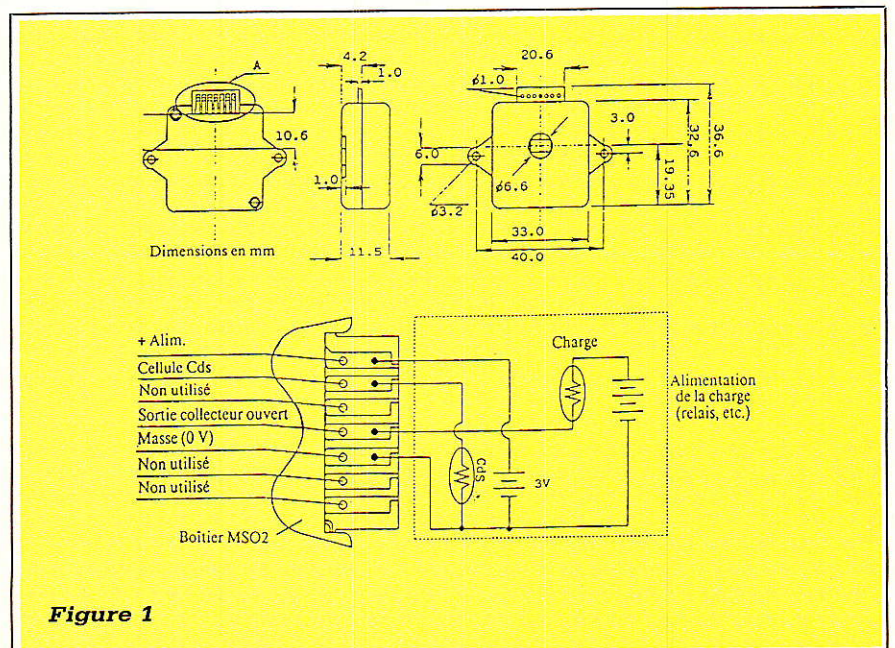 A
10.6
Dimensions en mm
4.2
1.0
1.0
11.5
20.6
ø1.0
6.0
ø3.2
ø6.6
3.0
19.35
32.6
36.6
33.0
40.0
+ Alim.
Cellule Cds
Non utilisé
Sortie collecteur ouvert
Masse (0 V)
Non utilisé
Non utilisé
Boîtier MSO2
Charge
Alimentation
de la charge
(relais, etc.)
CdS
3V
Figure 1